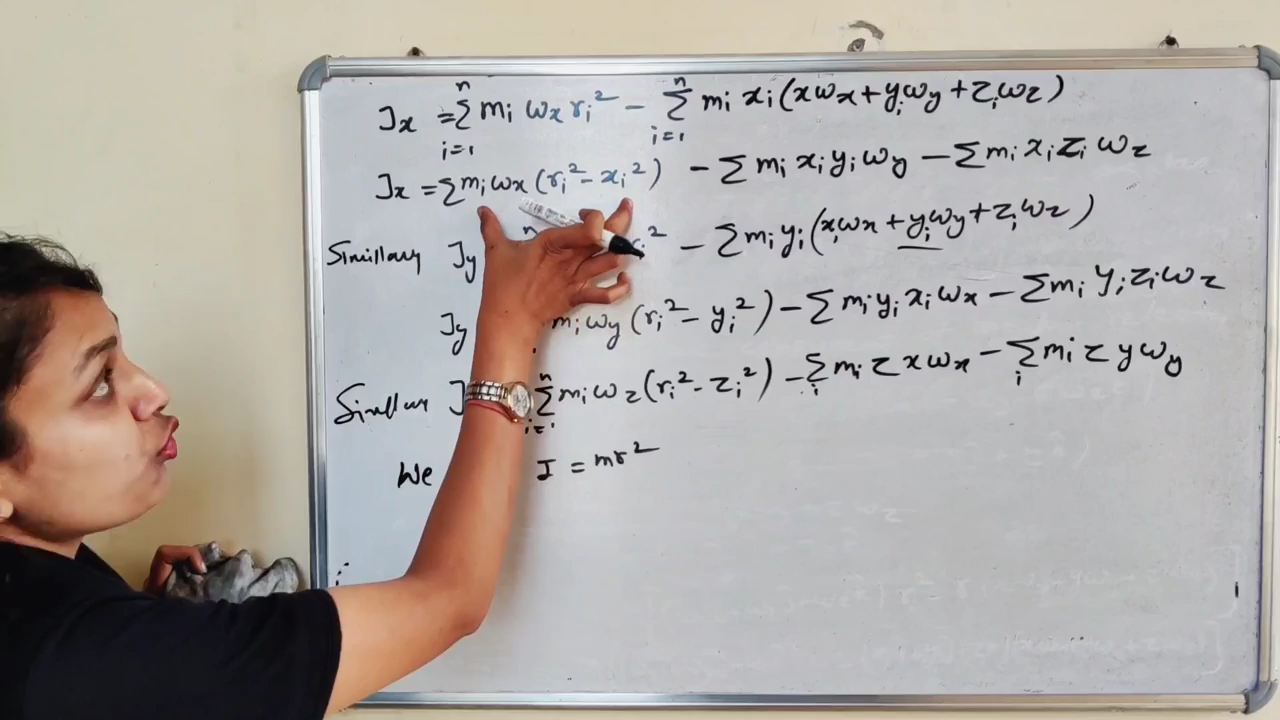 Jx = Σ_{i=1}^{n} mi ωx ri² − Σ_{i=1}^{n} mi xi (xωx + yiωy + ziωz)
Jx = Σ mi ωx (ri² − xi²) − Σ mi xi yi ωy − Σ mi xi zi ωz
Simillary Jy n i² − Σ mi yi (xiωx + yiωy + ziωz)
Jy mi ωy (ri² − yi²) − Σ mi yi xi ωx − Σ mi yi zi ωz
J Σ_{i=1}^{n} mi ωz (ri² − zi²) − Σ_i mi z x ωx − Σ_i mi z y ωy
We I = mr²